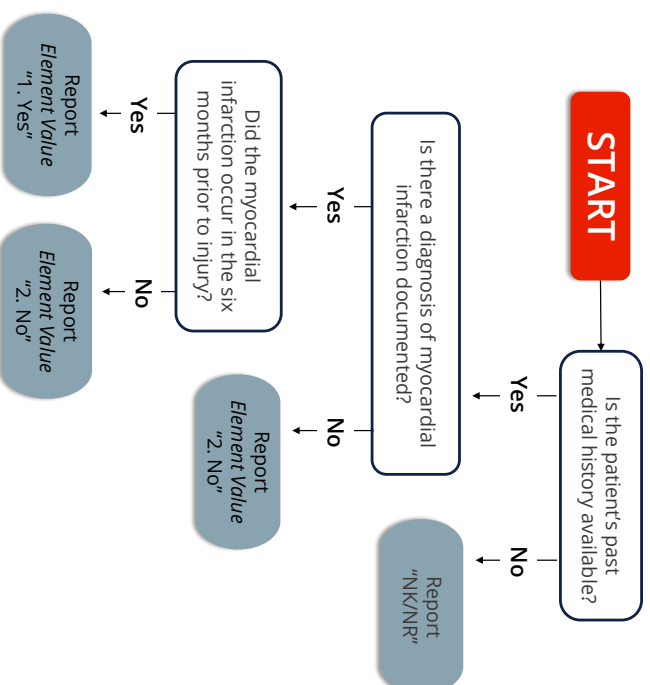 START
Is the patient's past
medical history available?
Yes
No
Is there a diagnosis of myocardial
infarction documented?
Report
"NK/NR"
Yes
No
Did the myocardial
infarction occur in the six
months prior to injury?
Report
Element Value
"2. No"
Yes
No
Report
Element Value
"1. Yes"
Report
Element Value
"2. No"